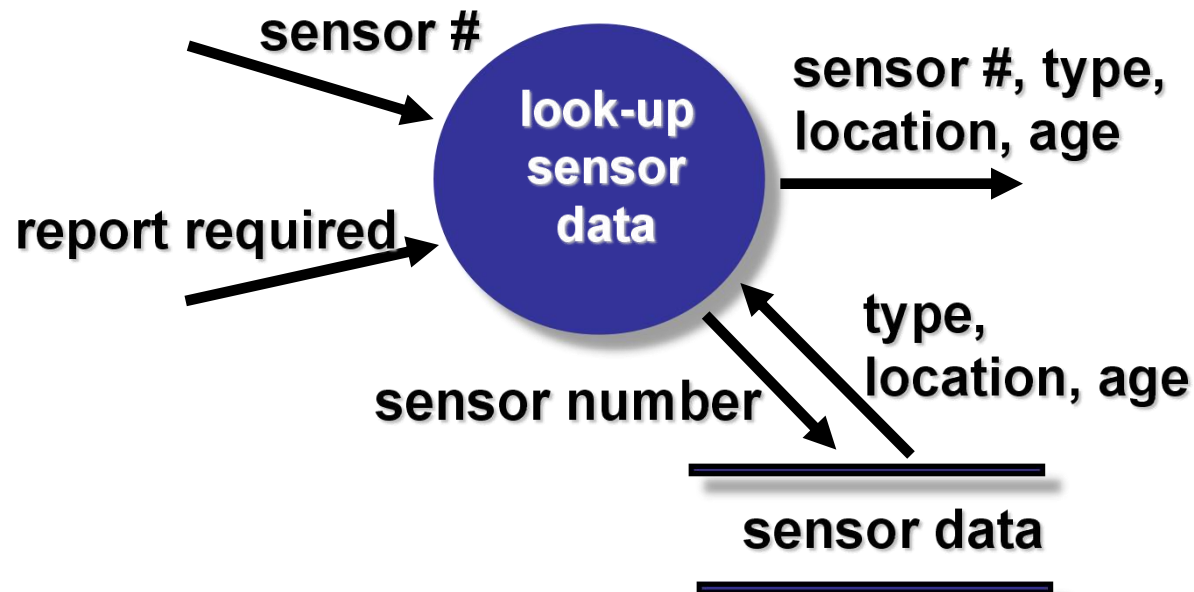 sensor #
look-up
sensor
data
sensor #, type,
location, age
report required
type,
location, age
sensor number
sensor data